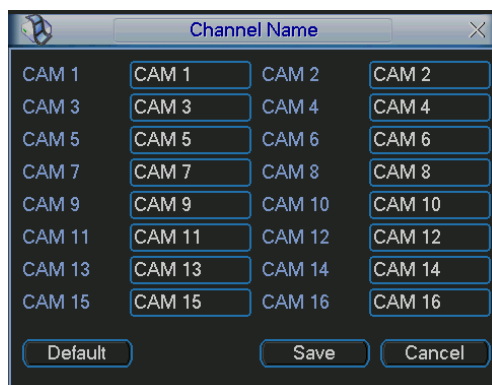 Channel Name
CAM 1 CAM 1 CAM 2 CAM 2
CAM 3 CAM 3 CAM 4 CAM 4
CAM 5 CAM 5 CAM 6 CAM 6
CAM 7 CAM 7 CAM 8 CAM 8
CAM 9 CAM 9 CAM 10 CAM 10
CAM 11 CAM 11 CAM 12 CAM 12
CAM 13 CAM 13 CAM 14 CAM 14
CAM 15 CAM 15 CAM 16 CAM 16
Default Save Cancel